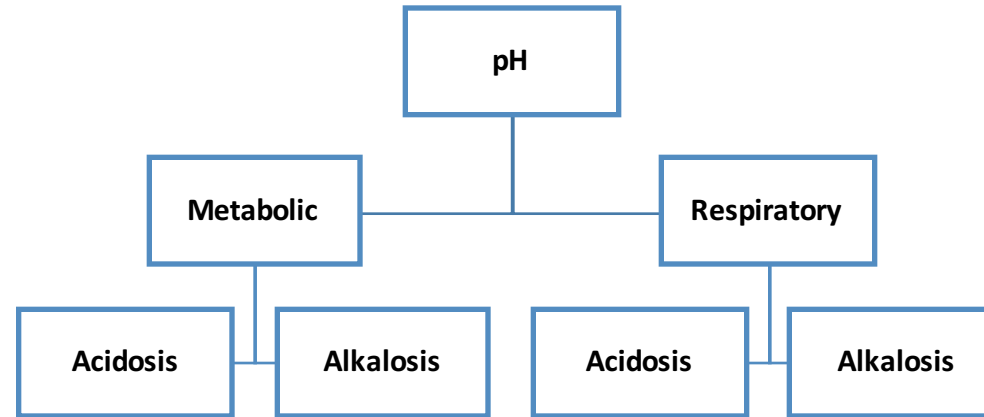 pH
Metabolic
Respiratory
Acidosis
Alkalosis
Acidosis
Alkalosis